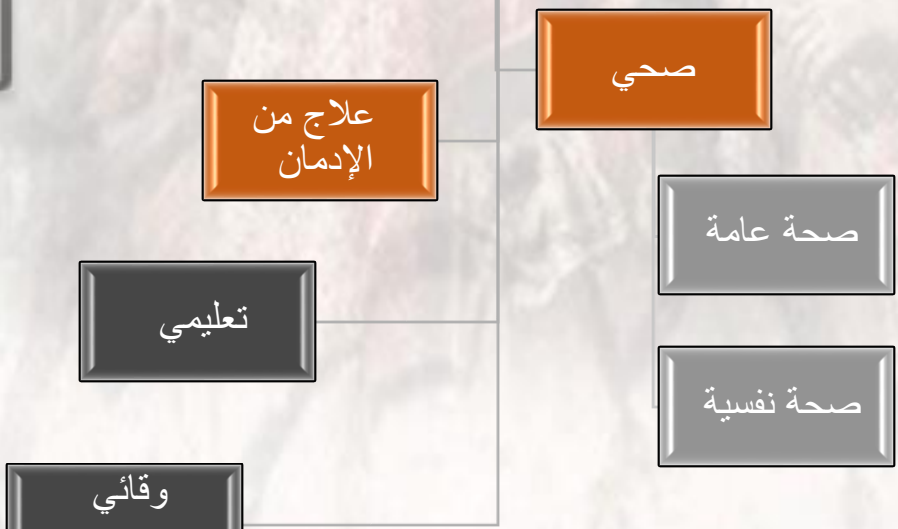 صحي
علاج من
الإدمان
صحة عامة
تعليمي
صحة نفسية
وقائي